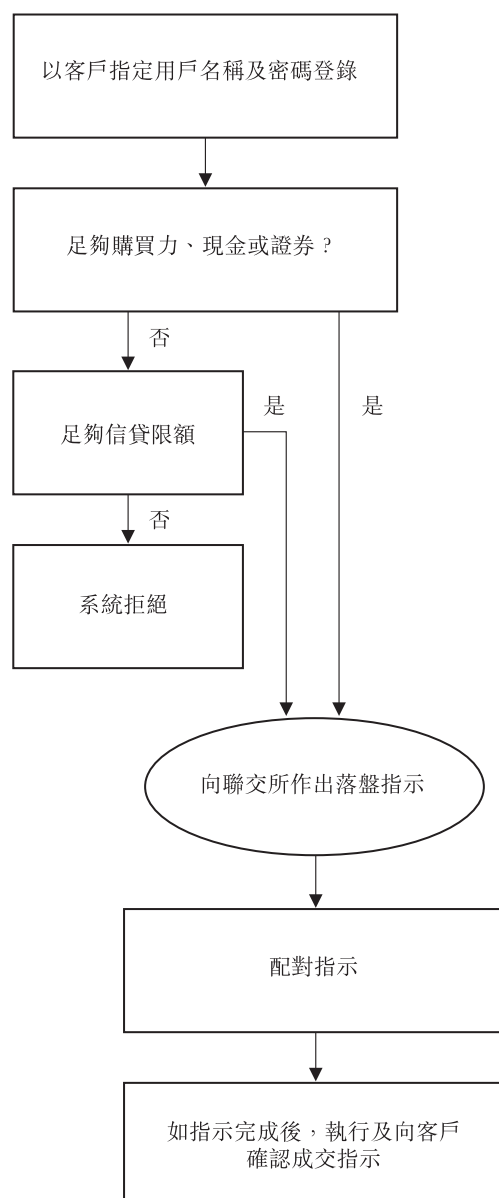 以客戶指定用戶名稱及密碼登錄
足夠購買力、現金或證券？
否
是
是
足夠信貸限額
否
系統拒絕
向聯交所作出落盤指示
配對指示
如指示完成後，執行及向客戶
確認成交指示